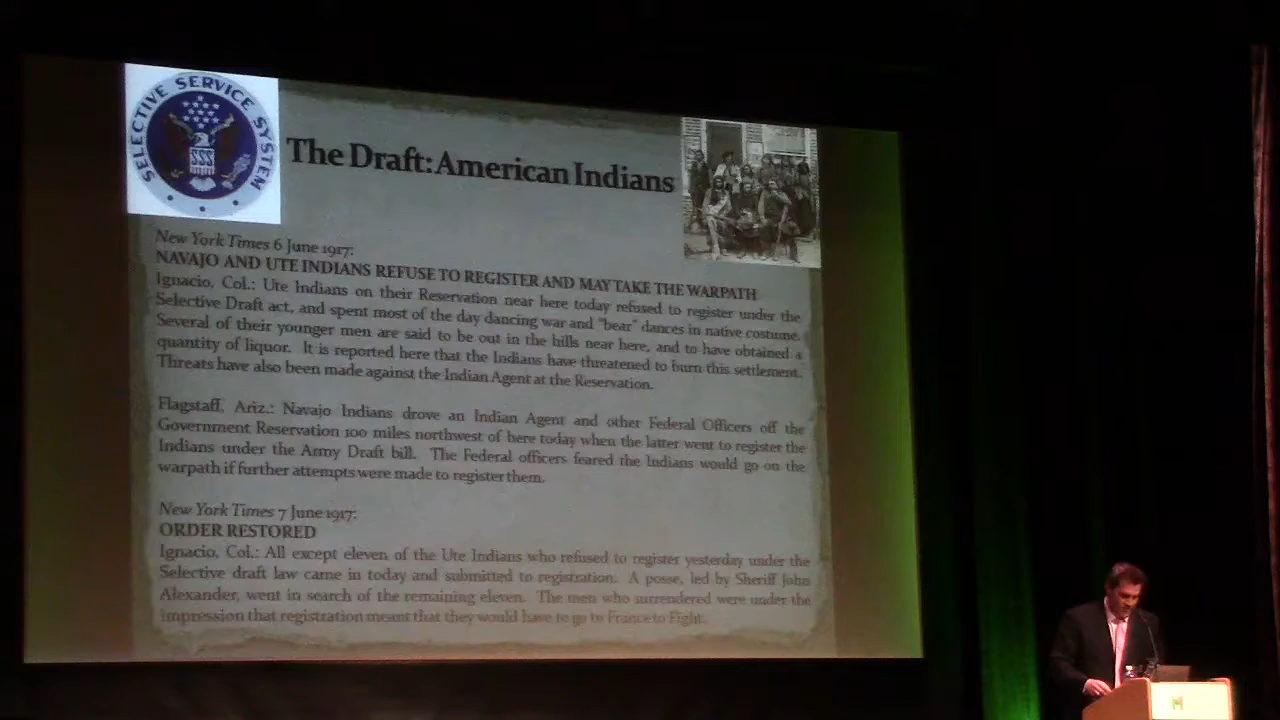 SELECTIVE SERVICE SYSTEM
SSS
The Draft: American Indians
New York Times 6 June 1917:
NAVAJO AND UTE INDIANS REFUSE TO REGISTER AND MAY TAKE THE WARPATH
Ignacio, Col.: Ute Indians on their Reservation near here today refused to register under the
Selective Draft act, and spent most of the day dancing war and "bear" dances in native costume.
Several of their younger men are said to be out in the hills near here, and to have obtained a
quantity of liquor. It is reported here that the Indians have threatened to burn this settlement.
Threats have also been made against the Indian Agent at the Reservation.
Flagstaff, Ariz.: Navajo Indians drove an Indian Agent and other Federal Officers off the
Government Reservation 100 miles northwest of here today when the latter went to register the
Indians under the Army Draft bill. The Federal officers feared the Indians would go on the
warpath if further attempts were made to register them.
New York Times 7 June 1917:
ORDER RESTORED
Ignacio, Col.: All except eleven of the Ute Indians who refused to register yesterday under the
Selective draft law came in today and submitted to registration. A posse, led by Sheriff John
Alexander, went in search of the remaining eleven. The men who surrendered were under the
impression that registration meant that they would have to go to France to Fight.